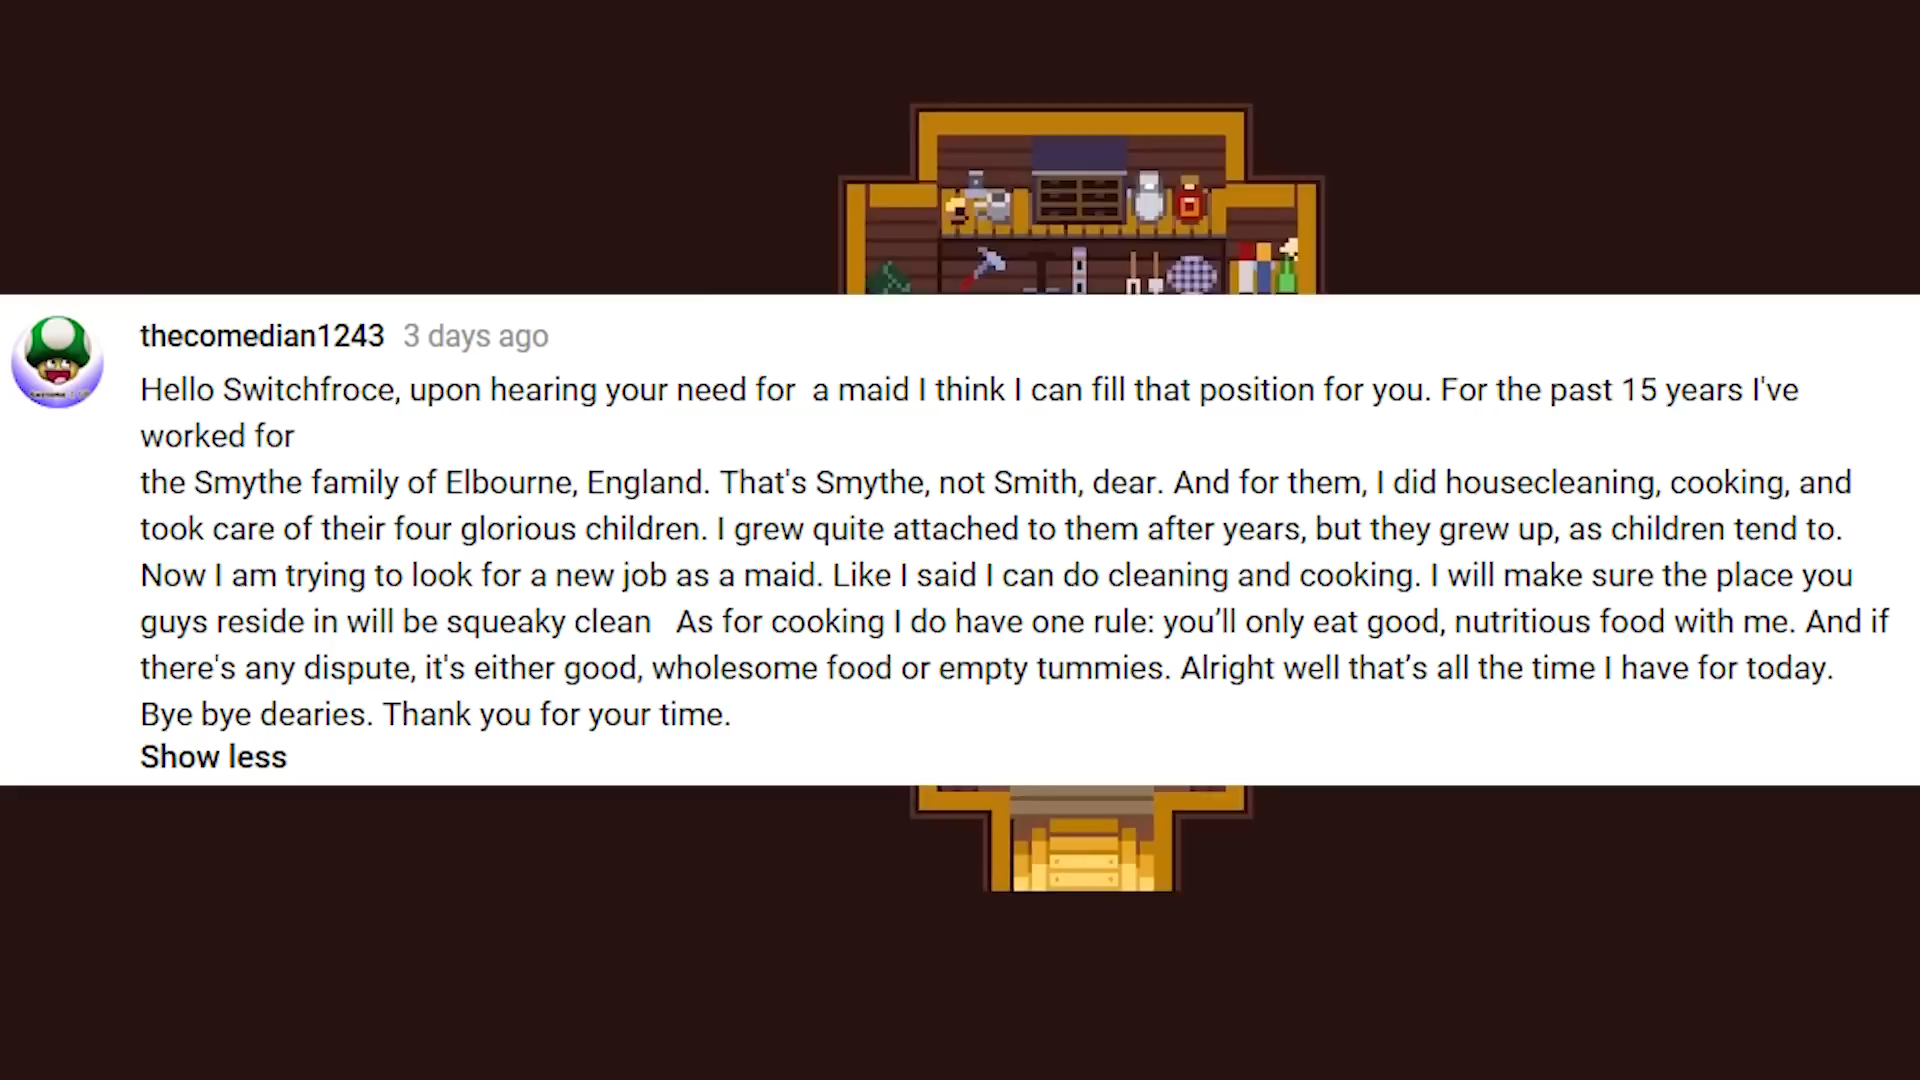 thecomedian1243 3 days ago
Hello Switchfroce, upon hearing your need for  a maid I think I can fill that position for you. For the past 15 years I've
worked for
the Smythe family of Elbourne, England. That's Smythe, not Smith, dear. And for them, I did housecleaning, cooking, and
took care of their four glorious children. I grew quite attached to them after years, but they grew up, as children tend to.
Now I am trying to look for a new job as a maid. Like I said I can do cleaning and cooking. I will make sure the place you
guys reside in will be squeaky clean   As for cooking I do have one rule: you’ll only eat good, nutritious food with me. And if
there's any dispute, it's either good, wholesome food or empty tummies. Alright well that’s all the time I have for today.
Bye bye dearies. Thank you for your time.
Show less